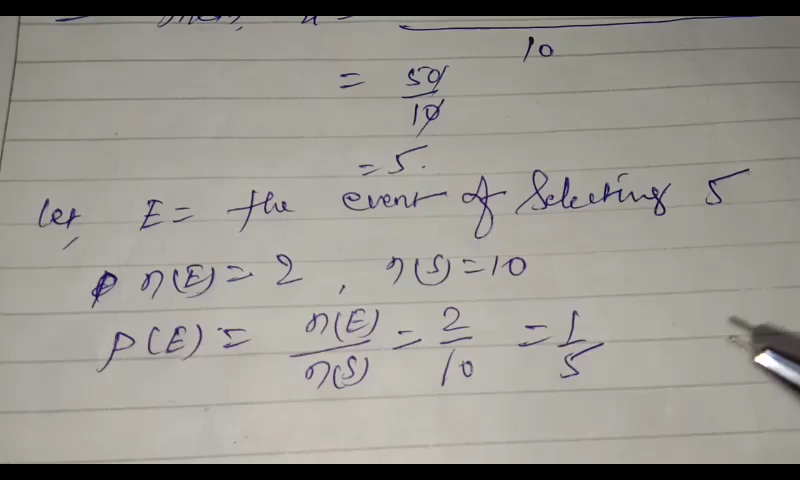 10
= 50/10
= 5.
let, E = the event of Selecting 5
n(E) = 2, n(S) = 10
P(E) = n(E)/n(S) = 2/10 = 1/5